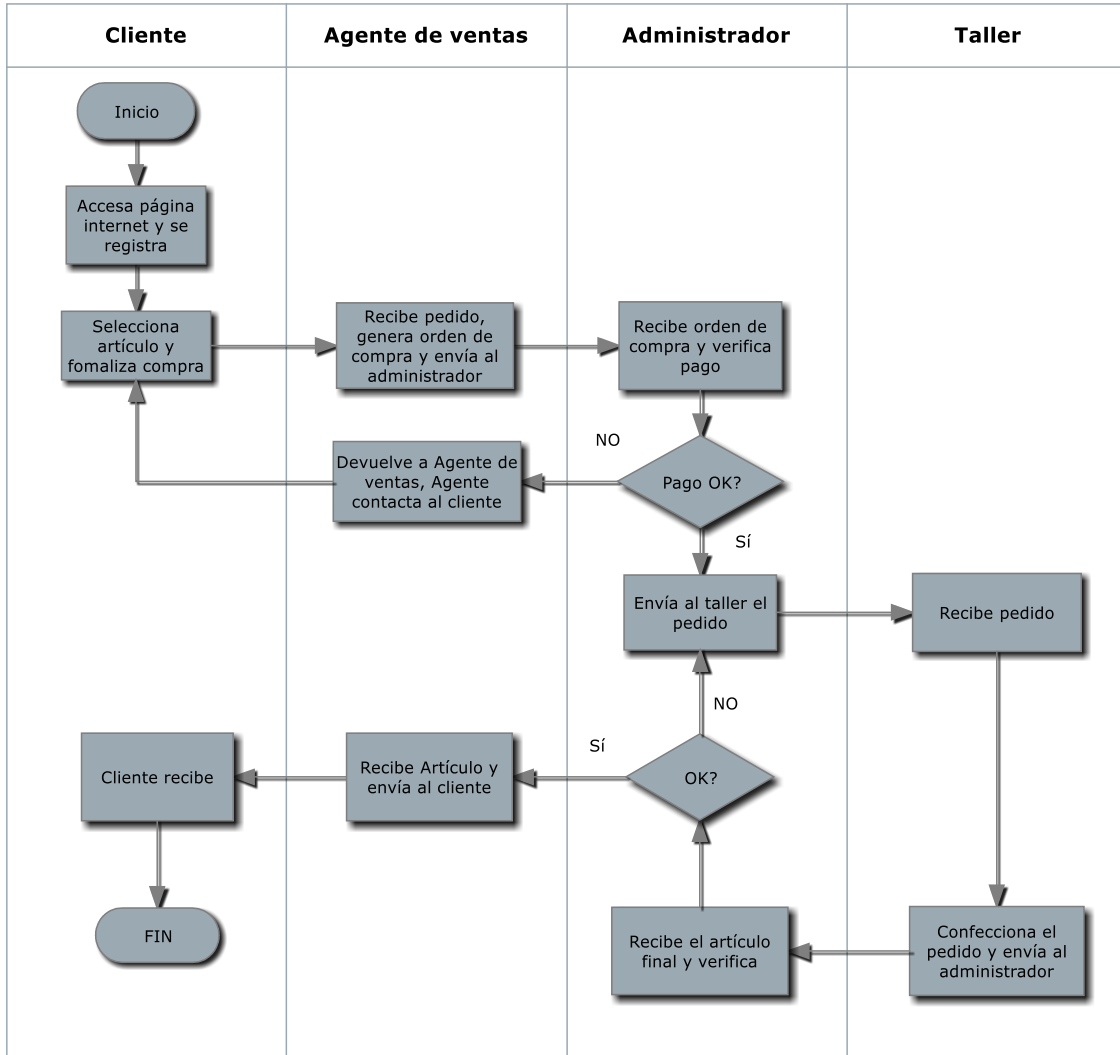 Cliente
Agente de ventas
Administrador
Taller
Inicio
Accesa página
internet y se
registra
Selecciona
artículo y
fomaliza compra
Recibe pedido,
genera orden de
compra y envía al
administrador
Recibe orden de
compra y verifica
pago
NO
Devuelve a Agente de
ventas, Agente
contacta al cliente
Pago OK?
Sí
Envía al taller el
pedido
Recibe pedido
NO
Sí
Cliente recibe
Recibe Artículo y
envía al cliente
OK?
FIN
Recibe el artículo
final y verifica
Confecciona el
pedido y envía al
administrador